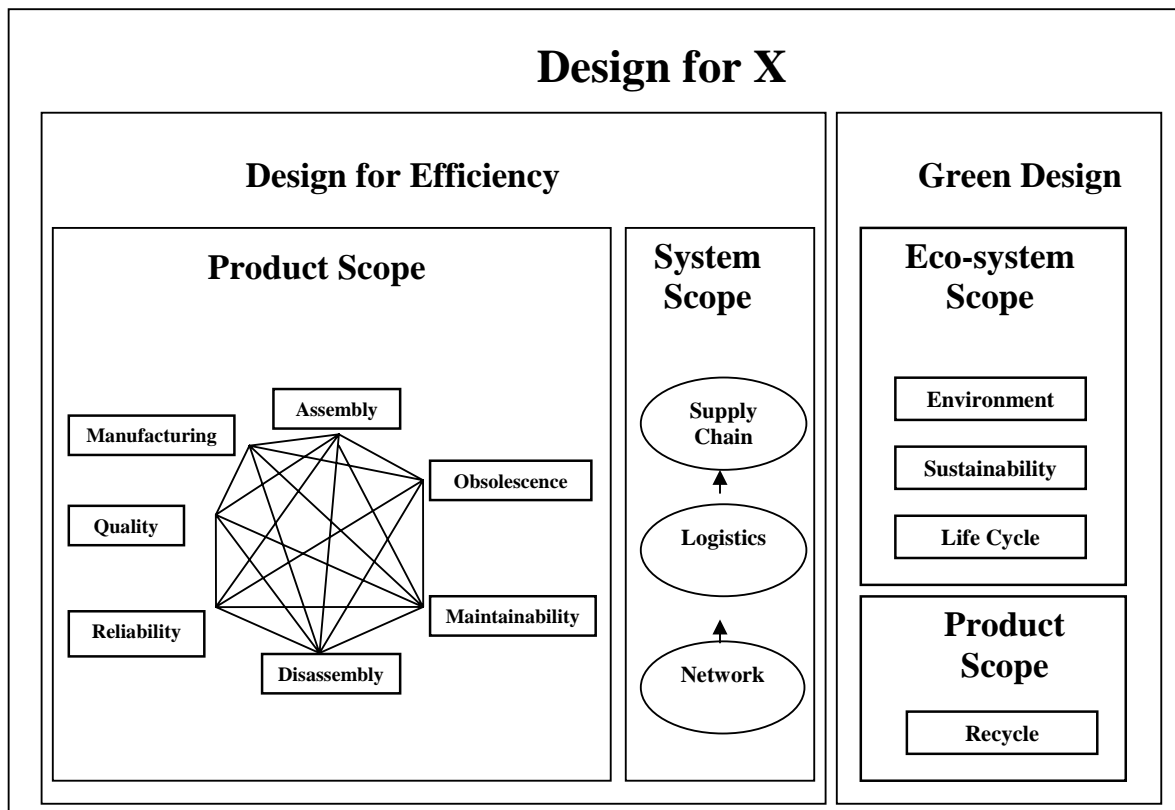 Design for X
Design for Efficiency
Product Scope
Assembly
Manufacturing
Obsolescence
Quality
Reliability
Maintainability
Disassembly
System
Scope
Supply
Chain
Logistics
Network
Green Design
Eco-system
Scope
Environment
Sustainability
Life Cycle
Product
Scope
Recycle